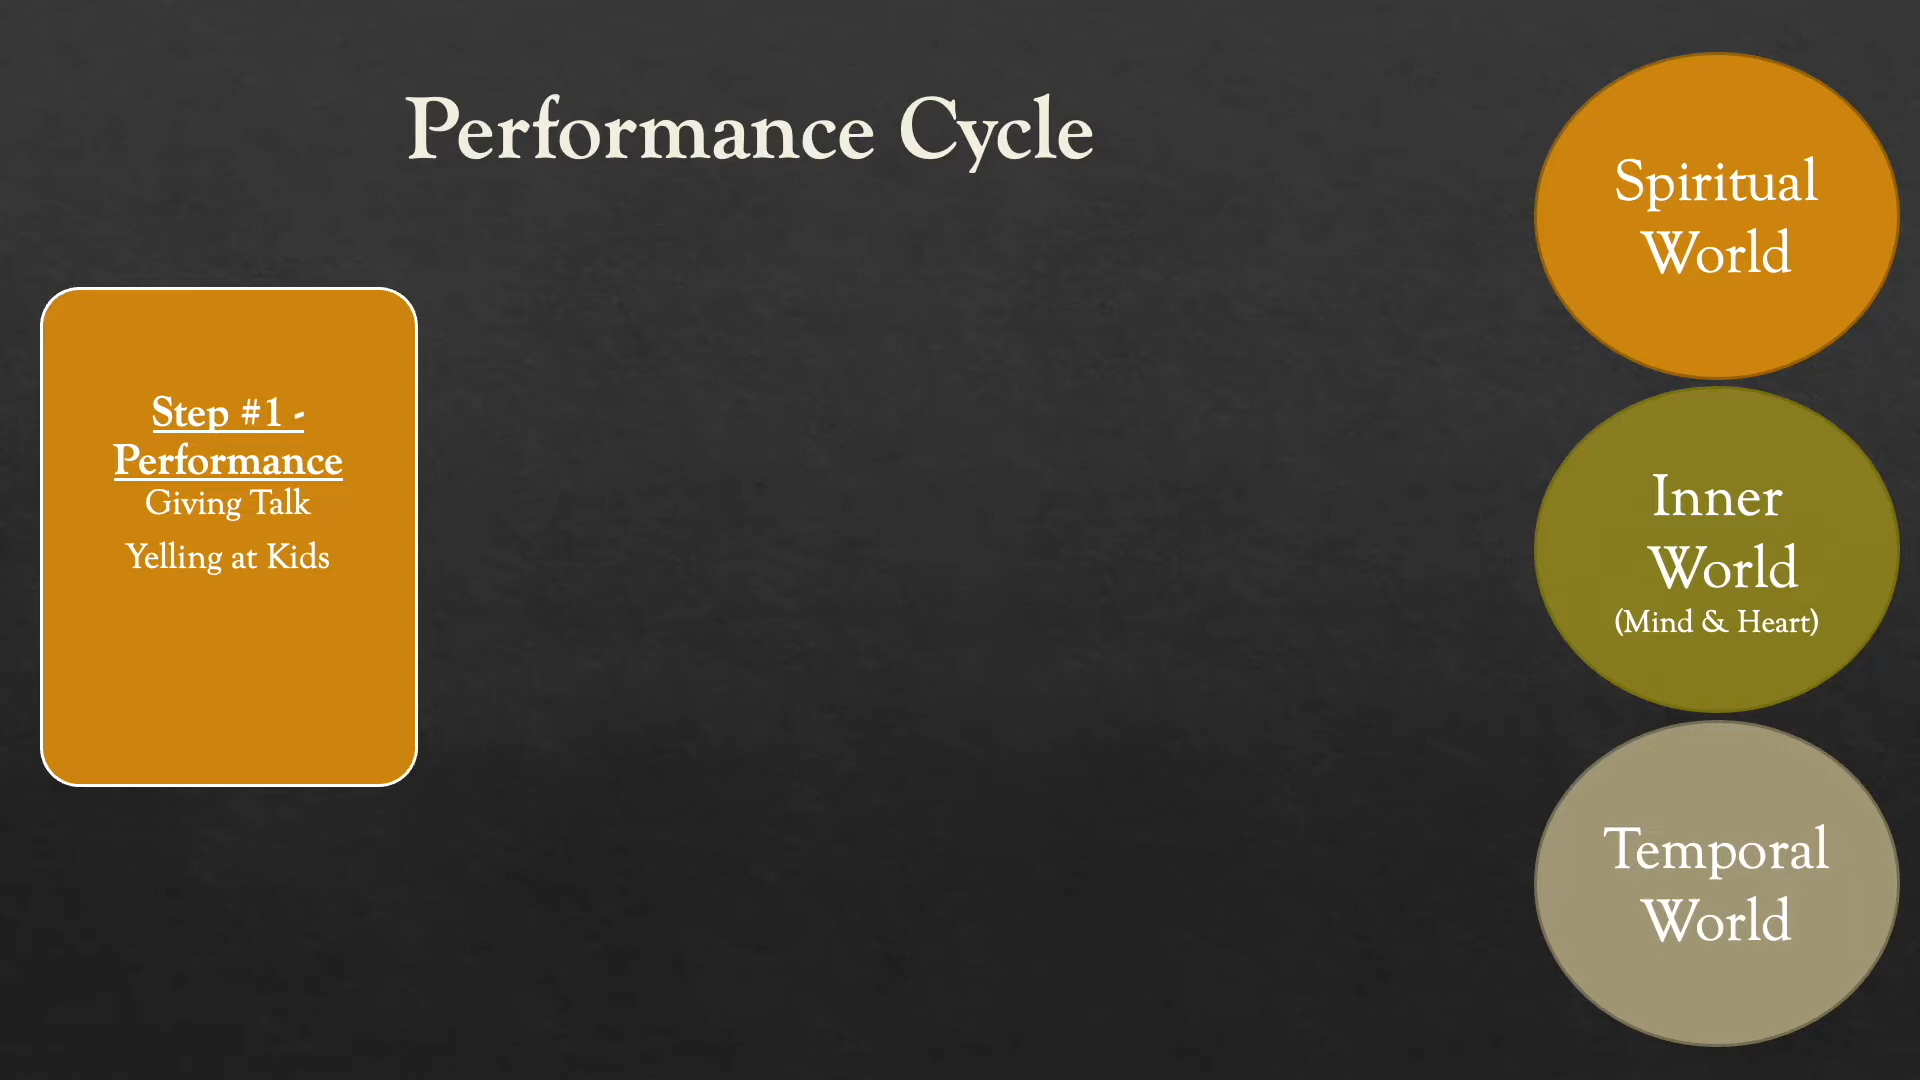 Performance Cycle
Step #1 -
Performance
Giving Talk
Yelling at Kids
Spiritual
World
Inner
World
(Mind & Heart)
Temporal
World